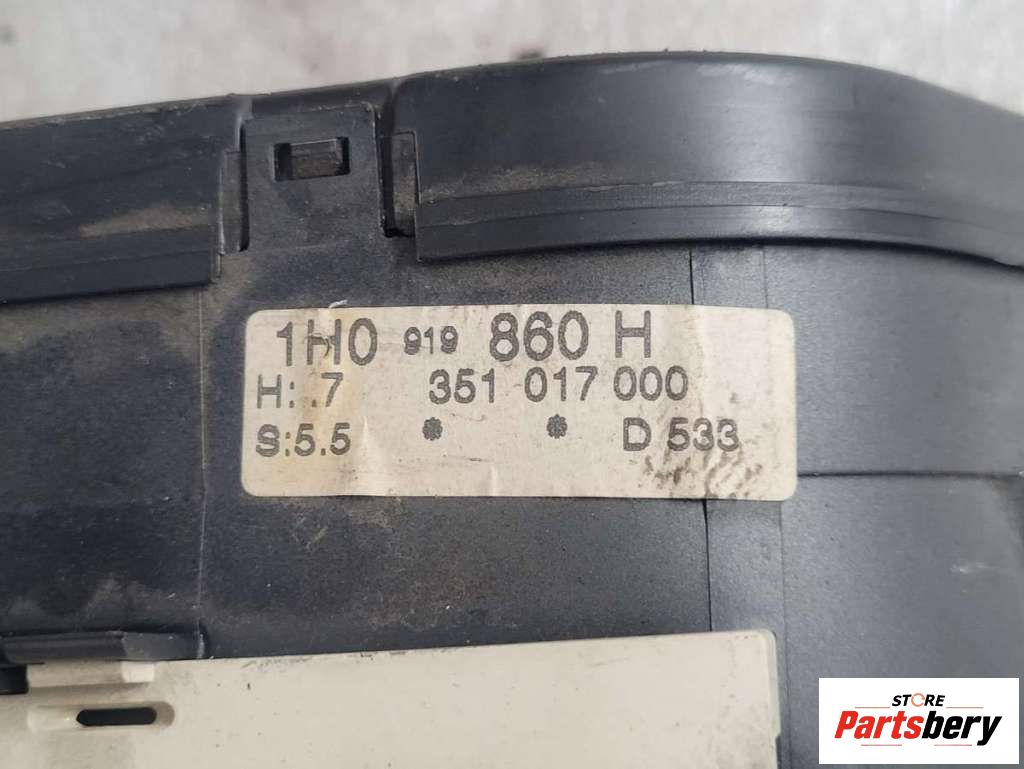 1H0 919 860 H
H: .7 351 017 000
S:5.5 * * D 533
STORE
Partsbery